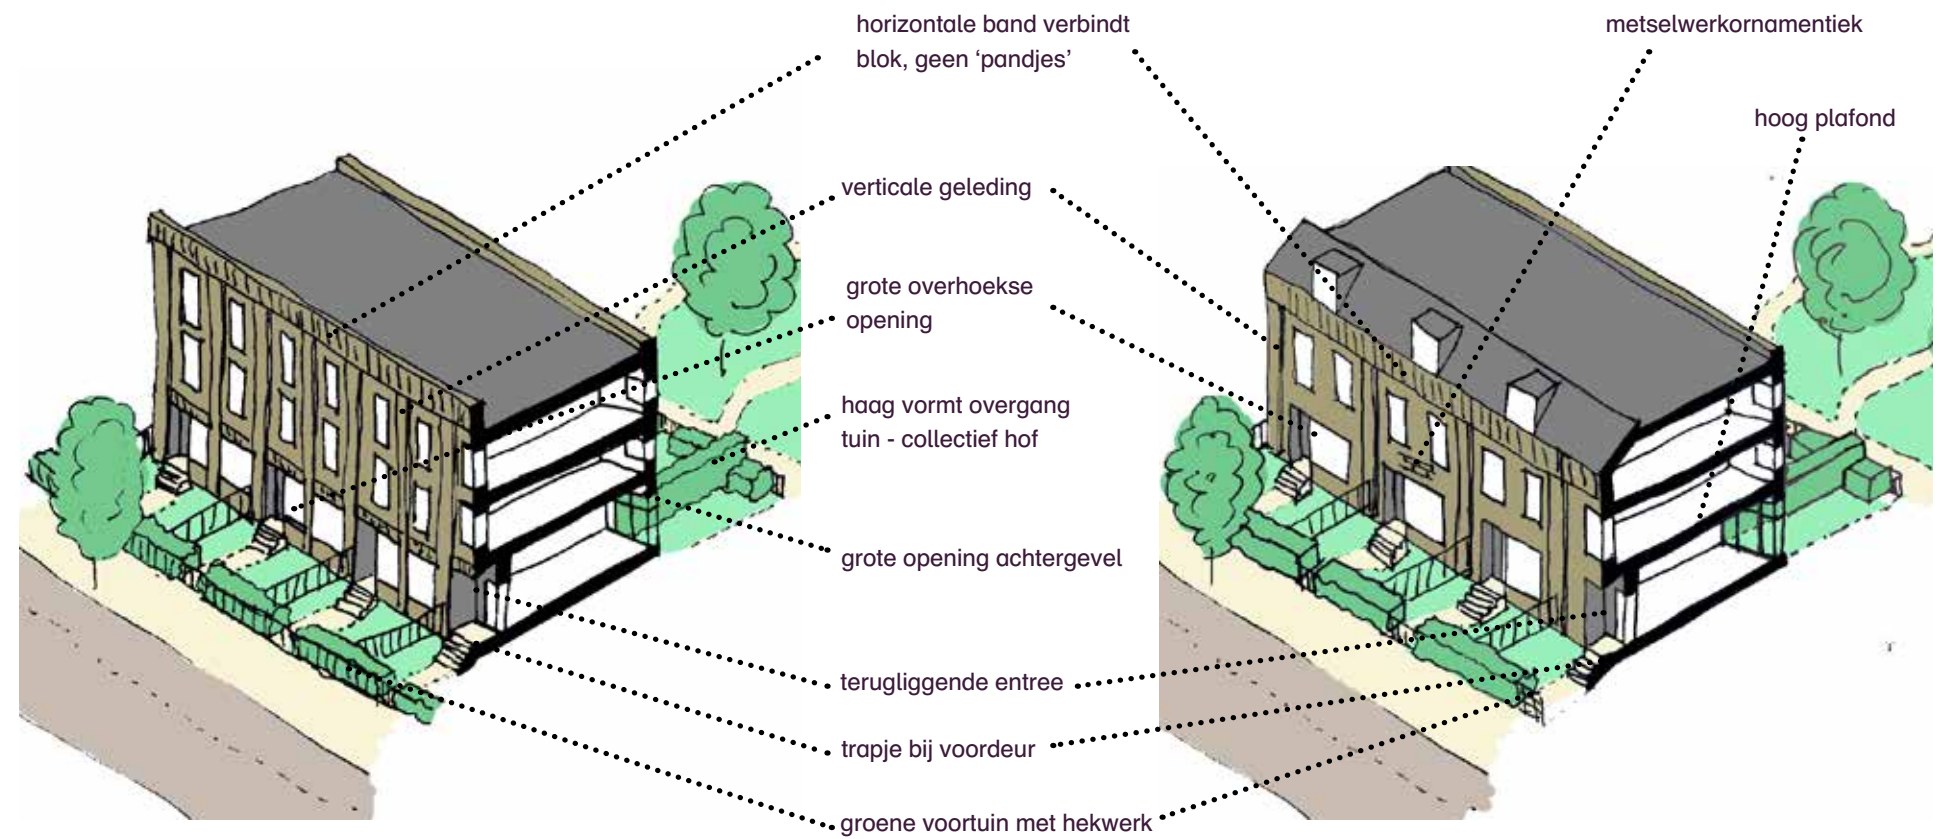 horizontale band verbindt
blok, geen ‘pandjes’
metselwerkornamentiek
hoog plafond
verticale geleding
grote overhoekse
opening
haag vormt overgang
tuin - collectief hof
grote opening achtergevel
terugliggende entree
trapje bij voordeur
groene voortuin met hekwerk